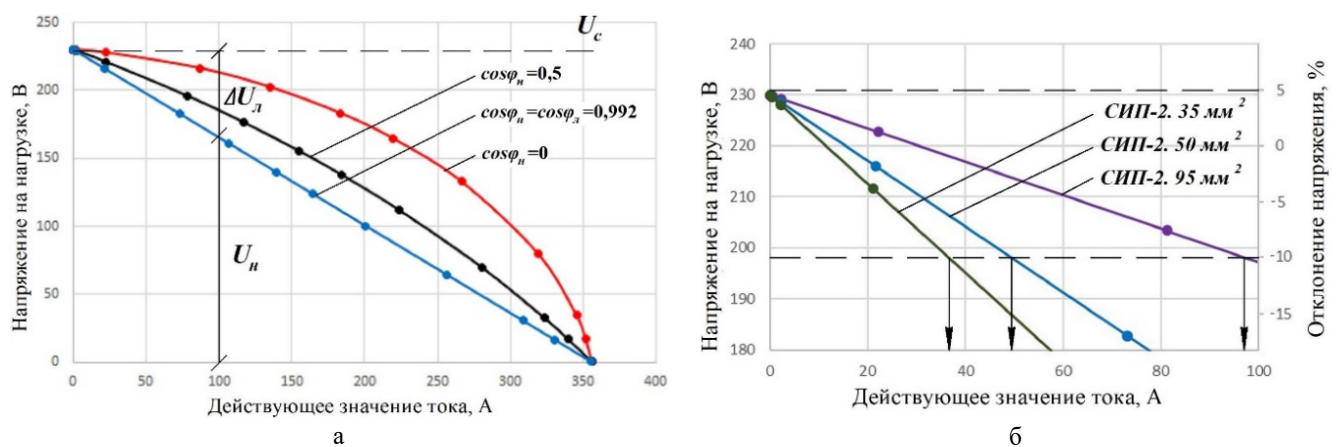 а
250
200
150
100
50
0
Напряжение на нагрузке, В
U_с
cosφ_н=0,5
ΔU_л
cosφ_н=cosφ_л=0,992
cosφ_н=0
U_н
0 50 100 150 200 250 300 350 400
Действующее значение тока, А
а
240
230
220
210
200
190
180
Напряжение на нагрузке, В
СИП-2. 35 мм²
СИП-2. 50 мм²
СИП-2. 95 мм²
5
0
-5
-10
-15
Отклонение напряжения, %
0 20 40 60 80 100
Действующее значение тока, А
б